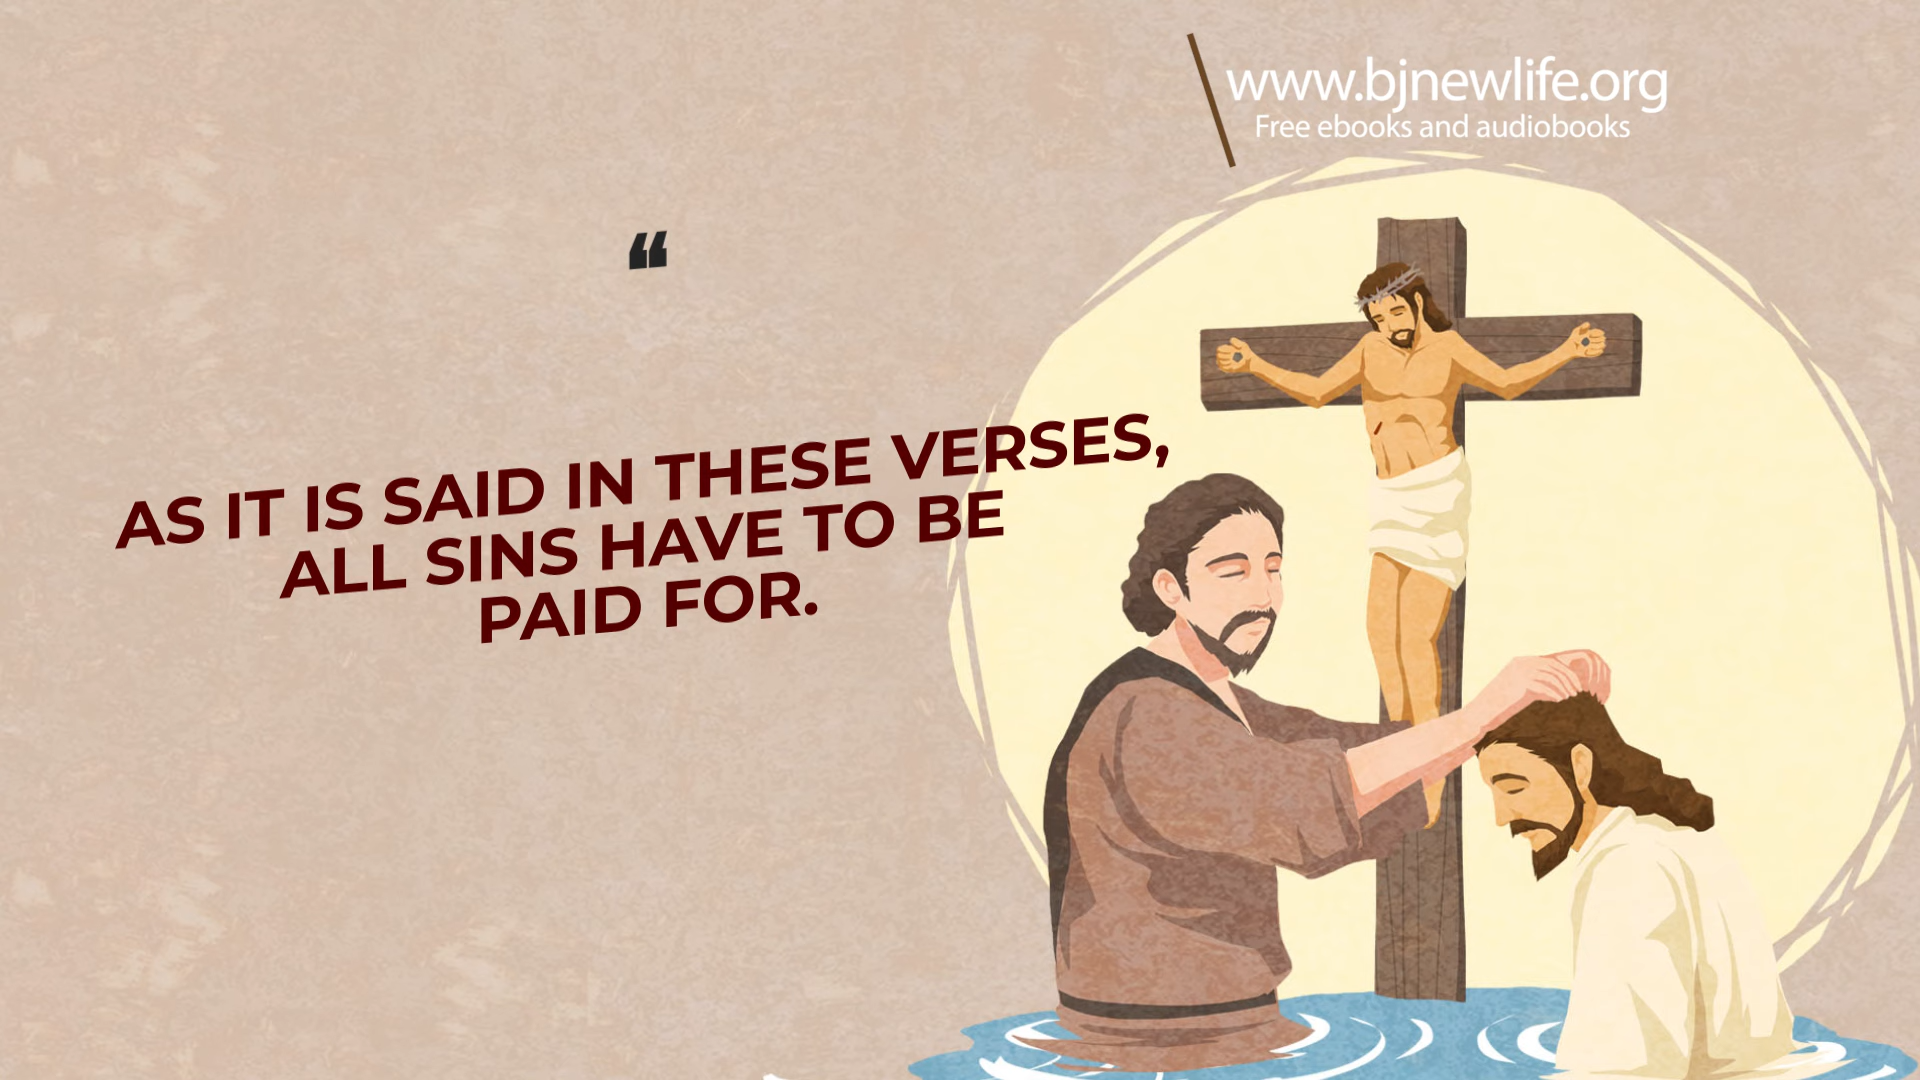 www.bjnewlife.org
Free ebooks and audiobooks
❝
AS IT IS SAID IN THESE VERSES,
ALL SINS HAVE TO BE
PAID FOR.